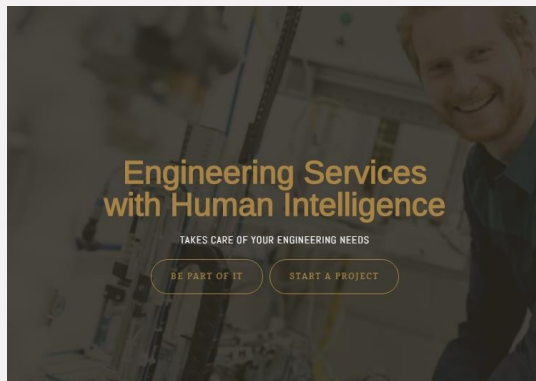 Engineering Services
with Human Intelligence
TAKES CARE OF YOUR ENGINEERING NEEDS
BE PART OF IT
START A PROJECT